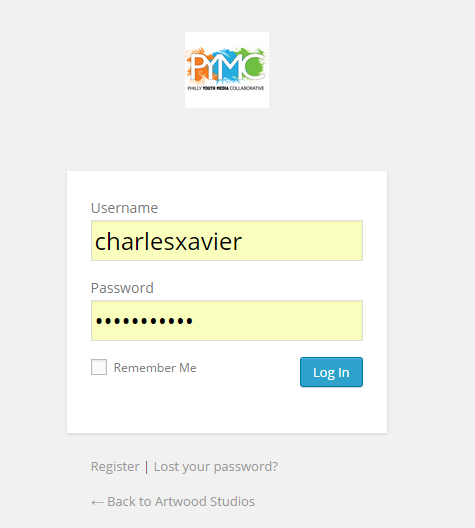 PYMC
PHILLY YOUTH MEDIA COLLABORATIVE
Username
charlesxavier
Password
•••••••••••
Remember Me
Log In
Register | Lost your password?
← Back to Artwood Studios